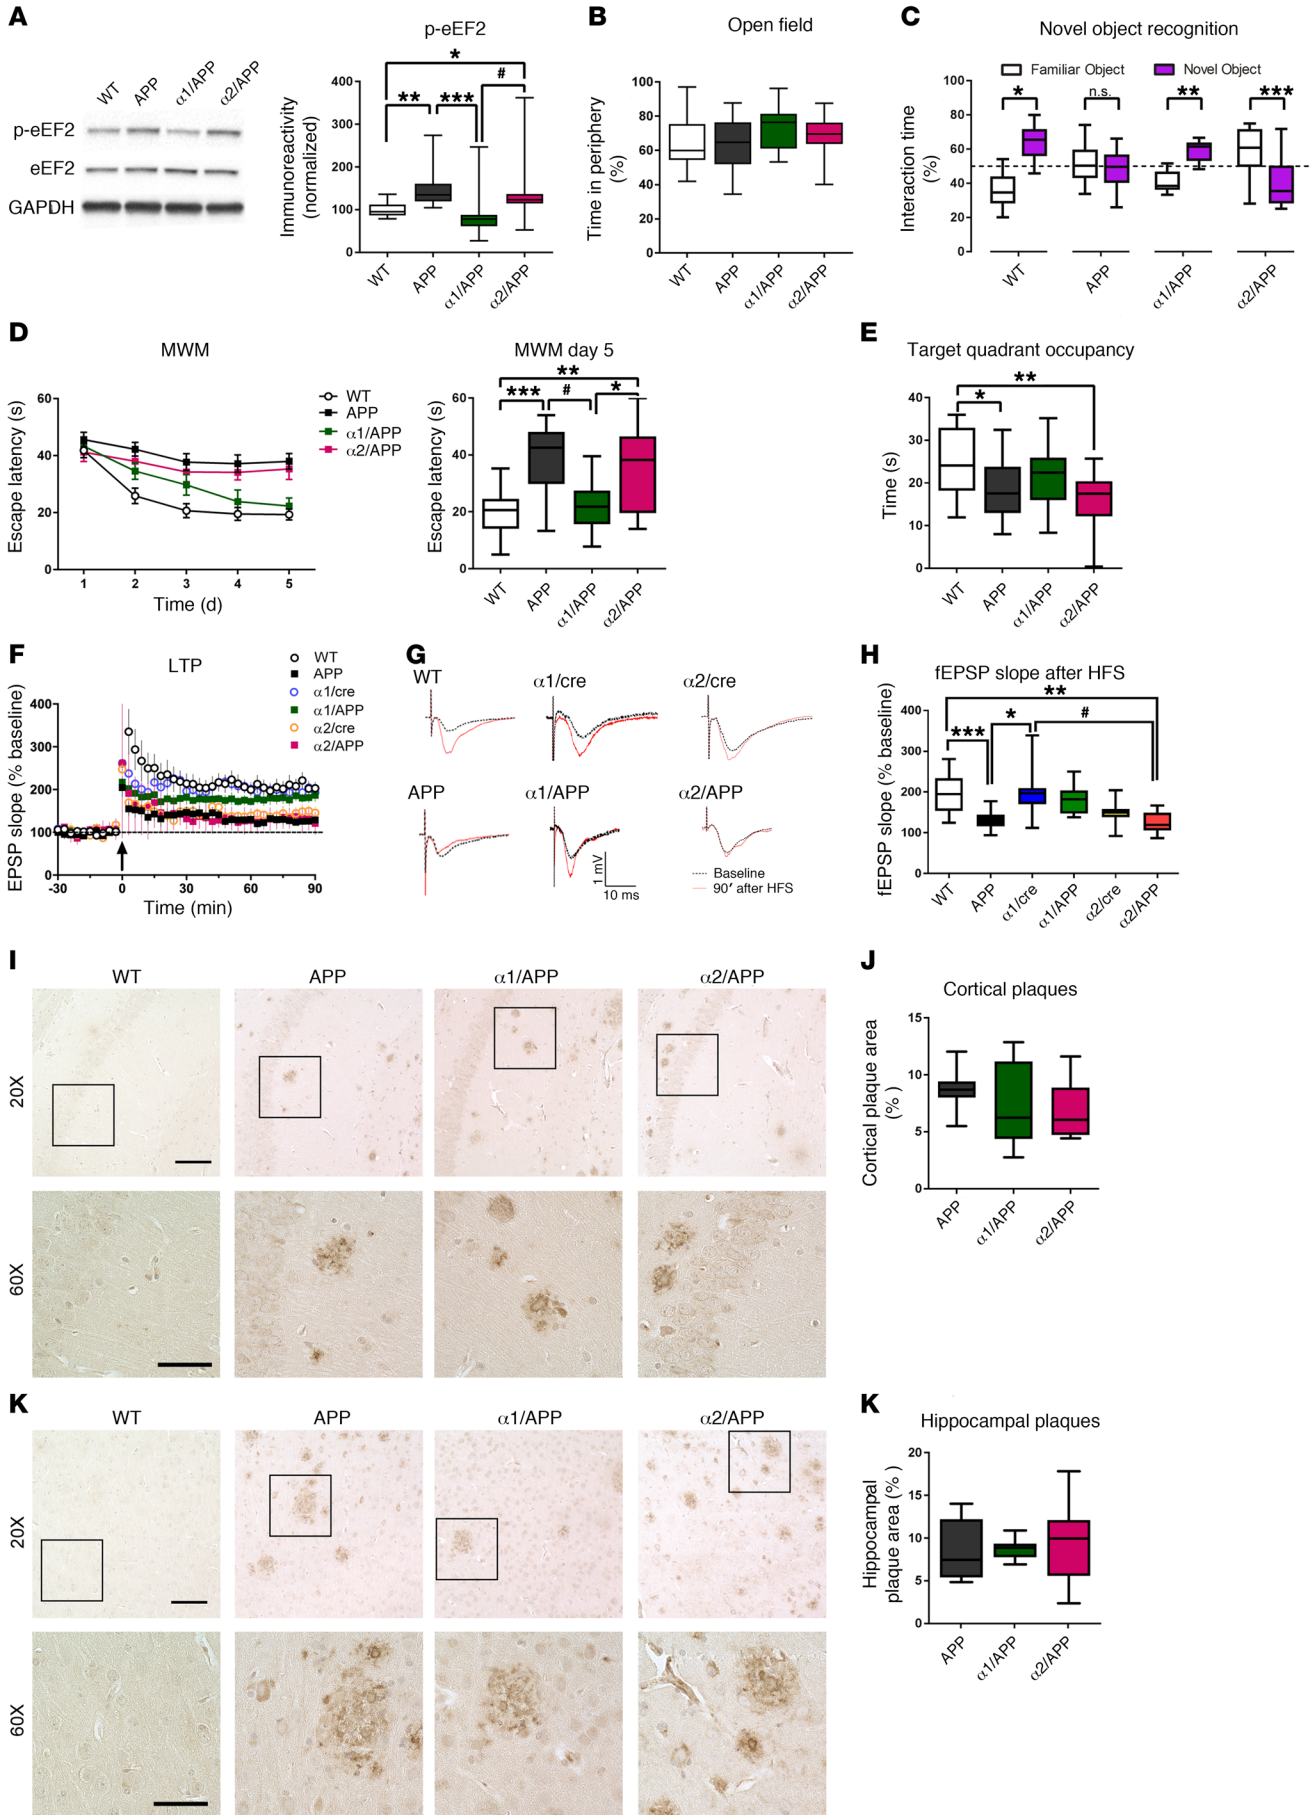 A
WT
APP
α1/APP
α2/APP
p-eEF2
eEF2
GAPDH
p-eEF2
Immunoreactivity
(normalized)
400
300
200
100
0
*
**
***
#
WT
APP
α1/APP
α2/APP
B
Open field
Time in periphery
(%)
100
80
60
40
20
0
WT
APP
α1/APP
α2/APP
C
Novel object recognition
Familiar Object
Novel Object
Interaction time
(%)
100
80
60
40
20
0
*
n.s.
**
***
WT
APP
α1/APP
α2/APP
D
MWM
Escape latency (s)
60
40
20
0
1
2
3
4
5
Time (d)
WT
APP
α1/APP
α2/APP
MWM day 5
Escape latency (s)
60
40
20
0
**
***
#
*
WT
APP
α1/APP
α2/APP
E
Target quadrant occupancy
Time (s)
40
30
20
10
0
**
*
WT
APP
α1/APP
α2/APP
F
LTP
WT
APP
α1/cre
α1/APP
α2/cre
α2/APP
EPSP slope (% baseline)
400
300
200
100
0
-30
0
30
60
90
Time (min)
G
WT
α1/cre
α2/cre
APP
α1/APP
α2/APP
1 mV
10 ms
Baseline
90′ after HFS
H
fEPSP slope after HFS
fEPSP slope (% baseline)
400
300
200
100
0
**
***
*
#
WT
APP
α1/cre
α1/APP
α2/cre
α2/APP
I
WT
APP
α1/APP
α2/APP
20X
60X
J
Cortical plaques
Cortical plaque area
(% )
15
10
5
0
APP
α1/APP
α2/APP
K
WT
APP
α1/APP
α2/APP
20X
60X
K
Hippocampal plaques
Hippocampal
plaque area (% )
20
15
10
5
0
APP
α1/APP
α2/APP